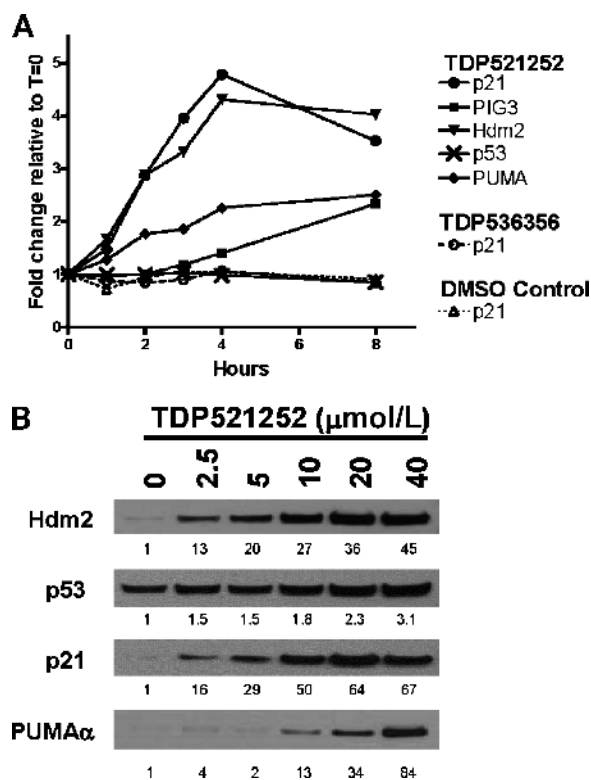 A
Fold change relative to T=0
5
4
3
2
1
0
0 2 4 6 8
Hours
TDP521252
p21
PIG3
Hdm2
p53
PUMA
TDP536356
p21
DMSO Control
p21
B
TDP521252 (μmol/L)
0 2.5 5 10 20 40
Hdm2
1 13 20 27 36 45
p53
1 1.5 1.5 1.8 2.3 3.1
p21
1 16 29 50 64 67
PUMAα
1 4 2 13 34 84